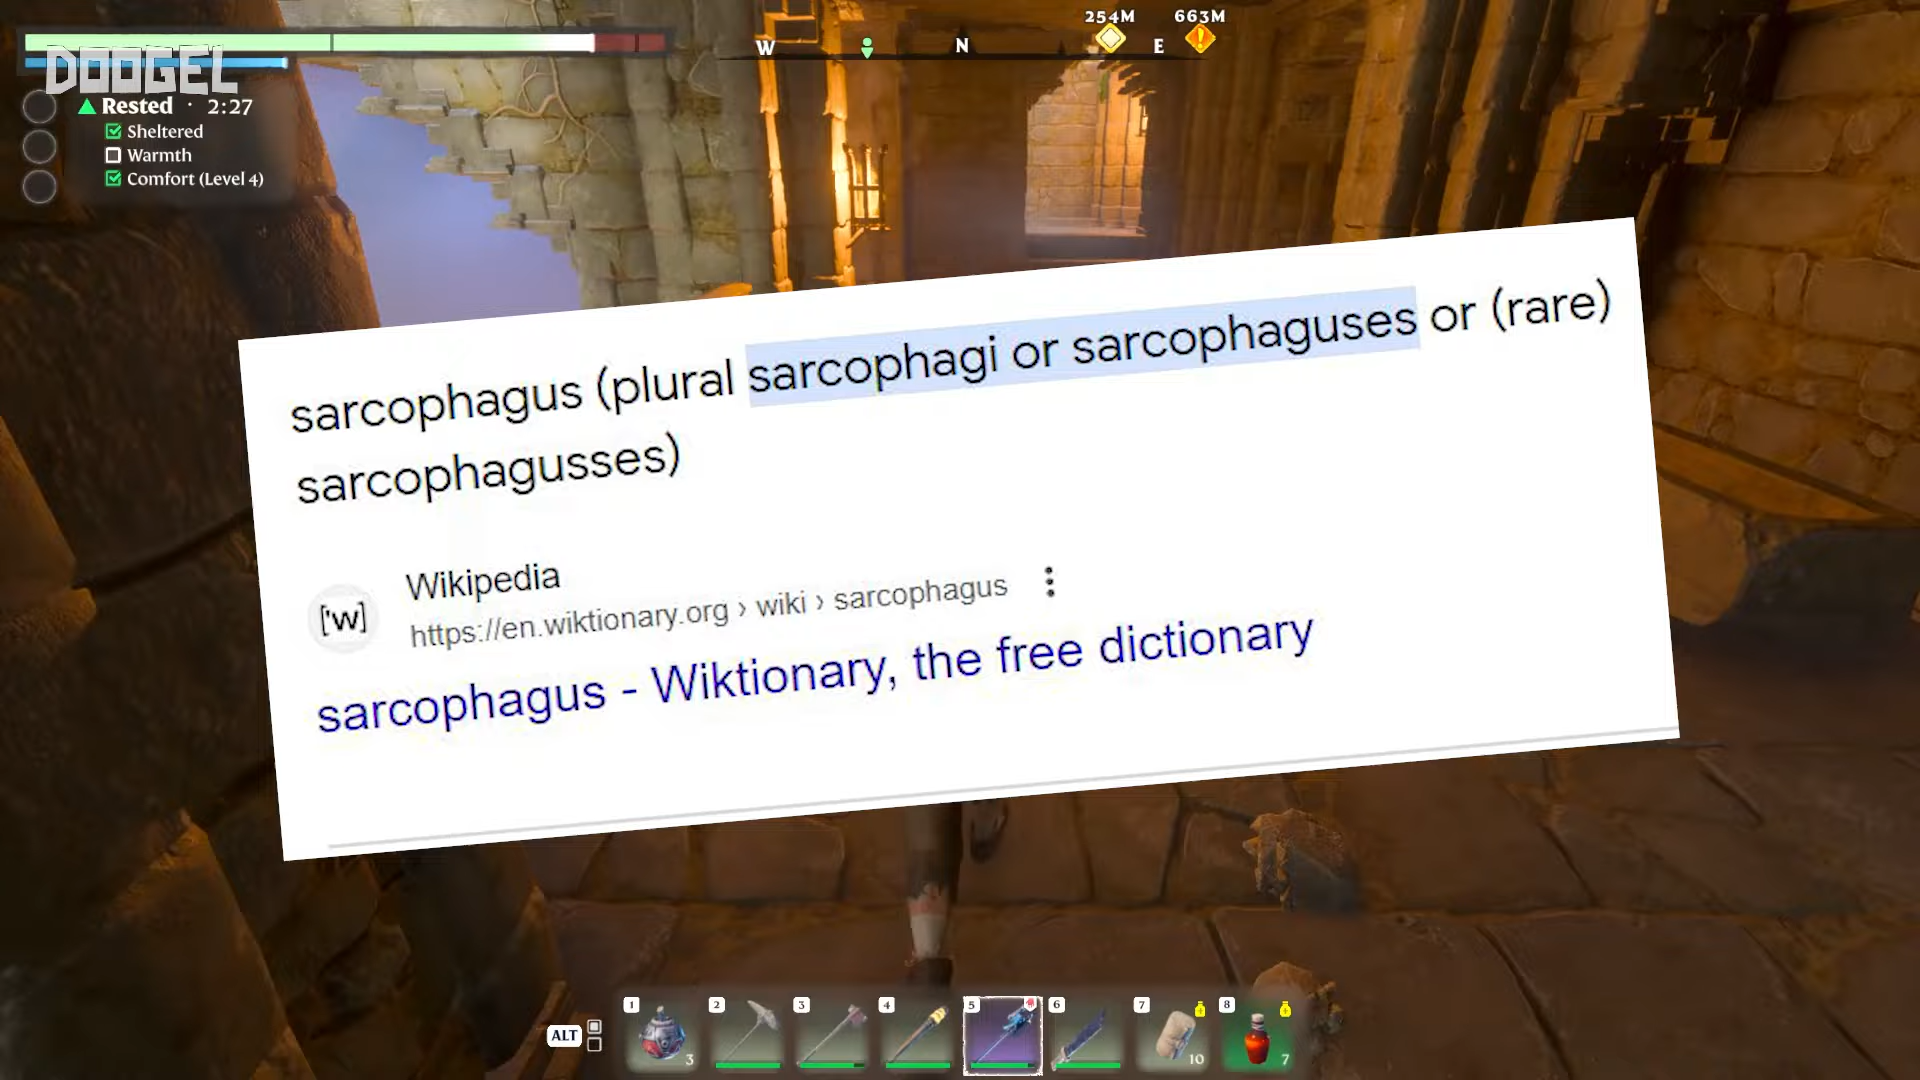 254M 663M
W N E
DOOGEL
Rested · 2:27
Sheltered
Warmth
Comfort (Level 4)
sarcophagus (plural sarcophagi or sarcophaguses or (rare)
sarcophagusses)
['w]
Wikipedia
https://en.wiktionary.org › wiki › sarcophagus
sarcophagus - Wiktionary, the free dictionary
ALT
1 2 3 4 5 6 7 8
3 10 7